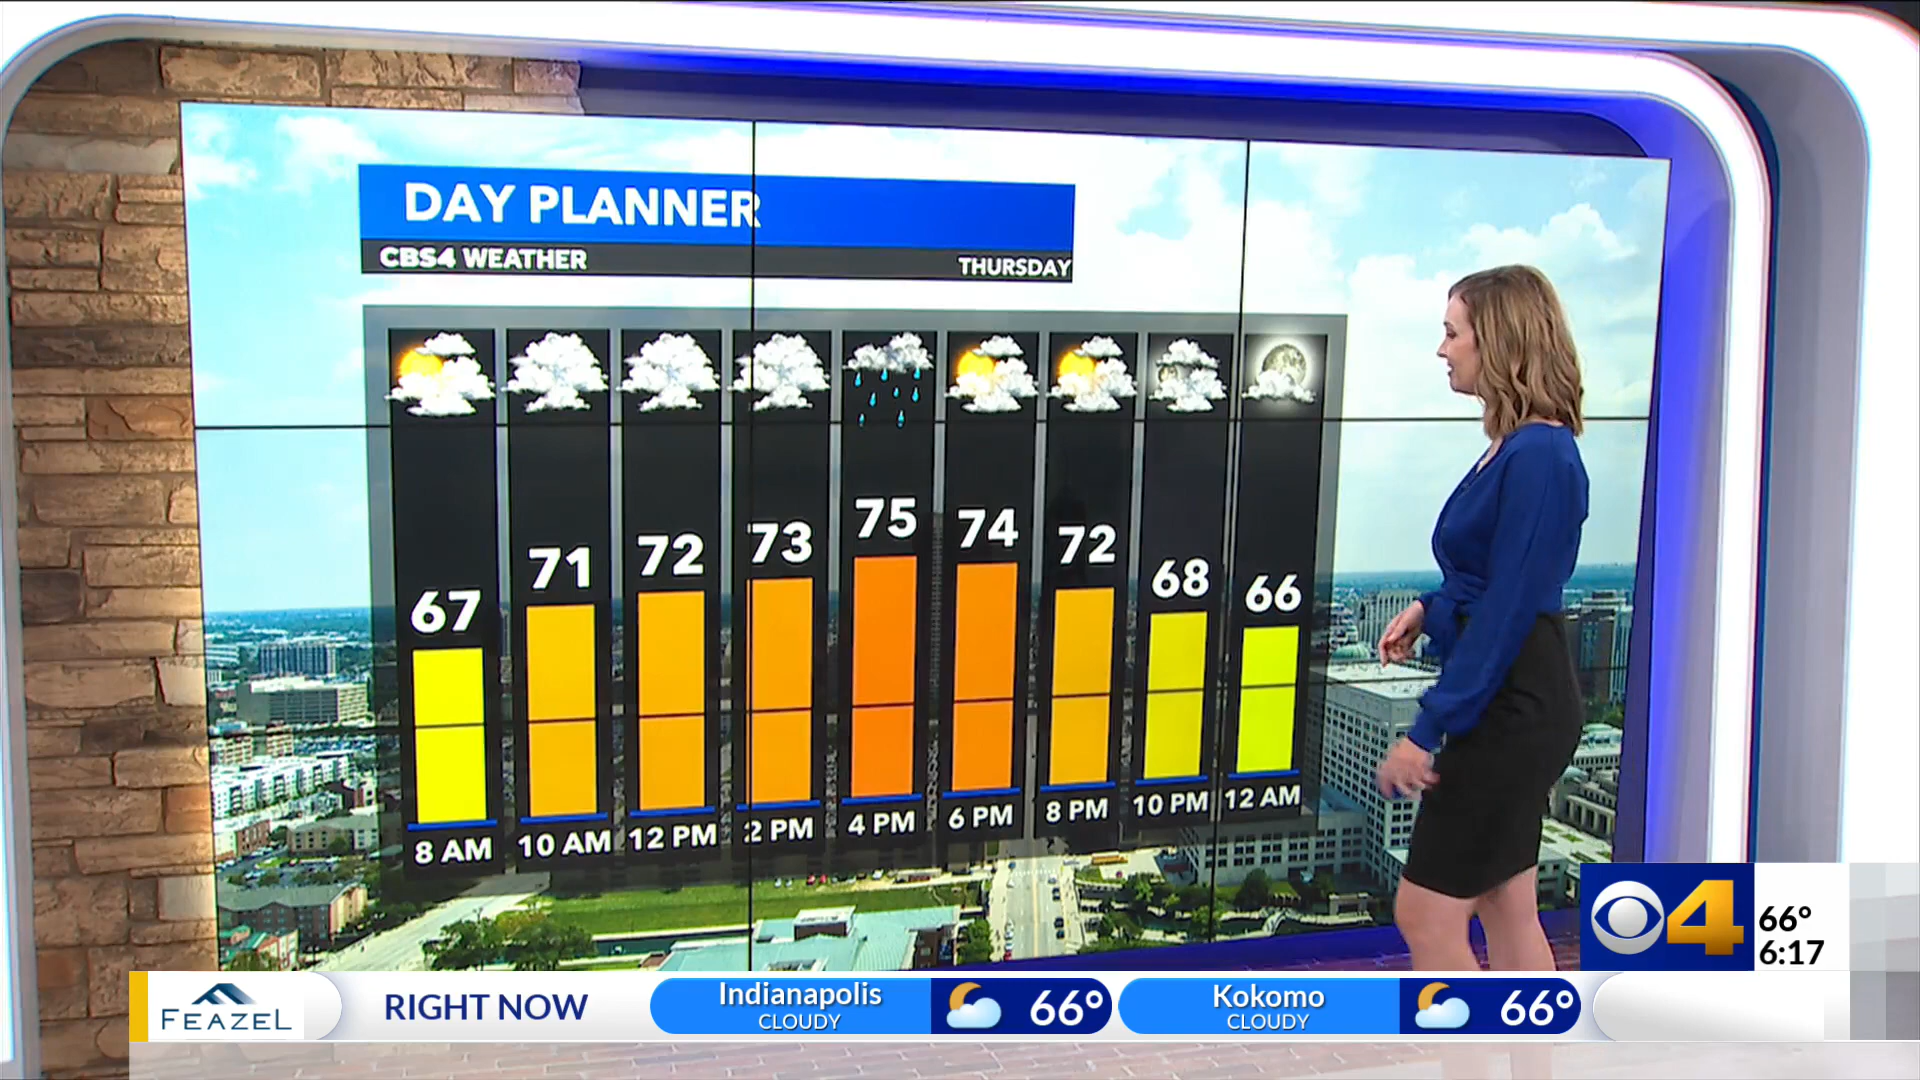 DAY PLANNER
CBS4 WEATHER
THURSDAY
67 71 72 73 75 74 72 68 66
8 AM 10 AM 12 PM 2 PM 4 PM 6 PM 8 PM 10 PM 12 AM
4 66°
6:17
FEAZEL
RIGHT NOW
Indianapolis
CLOUDY
66°
Kokomo
CLOUDY
66°